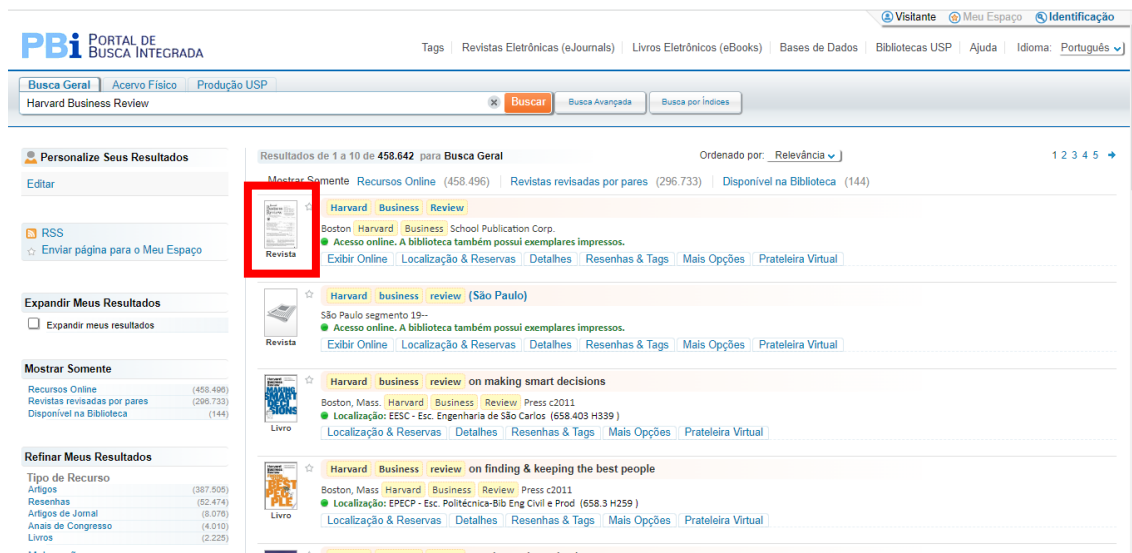 Visitante Meu Espaço Identificação
PBi PORTAL DE
BUSCA INTEGRADA
Tags Revistas Eletrônicas (eJournals) Livros Eletrônicos (eBooks) Bases de Dados Bibliotecas USP Ajuda Idioma: Português
Busca Geral Acervo Físico Produção USP
Harvard Business Review Buscar Busca Avançada Busca por Índices
Personalize Seus Resultados
Editar
RSS
Enviar página para o Meu Espaço
Expandir Meus Resultados
Expandir meus resultados
Mostrar Somente
Recursos Online (458.496)
Revistas revisadas por pares (296.733)
Disponível na Biblioteca (144)
Refinar Meus Resultados
Tipo de Recurso
Artigos (387.505)
Resenhas (52.474)
Artigos de Jornal (8.076)
Anais de Congresso (4.010)
Livros (2.225)
Resultados de 1 a 10 de 458.642 para Busca Geral Ordenado por: Relevância 1 2 3 4 5
Mostrar Somente Recursos Online (458.496) Revistas revisadas por pares (296.733) Disponível na Biblioteca (144)
Harvard Business Review
Boston Harvard Business School Publication Corp.
Acesso online. A biblioteca também possui exemplares impressos.
Revista
Exibir Online Localização & Reservas Detalhes Resenhas & Tags Mais Opções Prateleira Virtual
Harvard business review (São Paulo)
São Paulo segmento 19--
Acesso online. A biblioteca também possui exemplares impressos.
Revista
Exibir Online Localização & Reservas Detalhes Resenhas & Tags Mais Opções Prateleira Virtual
Harvard business review on making smart decisions
MAKING
SMART
DECI
SIONS
Boston, Mass. Harvard Business Review Press c2011
Localização: EESC - Esc. Engenharia de São Carlos (658.403 H339 )
Livro
Localização & Reservas Detalhes Resenhas & Tags Mais Opções Prateleira Virtual
Harvard Business review on finding & keeping the best people
BEST
PEO
PLE
Boston, Mass Harvard Business Review Press c2011
Localização: EPECP - Esc. Politécnica-Bib Eng Civil e Prod (658.3 H259 )
Livro
Localização & Reservas Detalhes Resenhas & Tags Mais Opções Prateleira Virtual